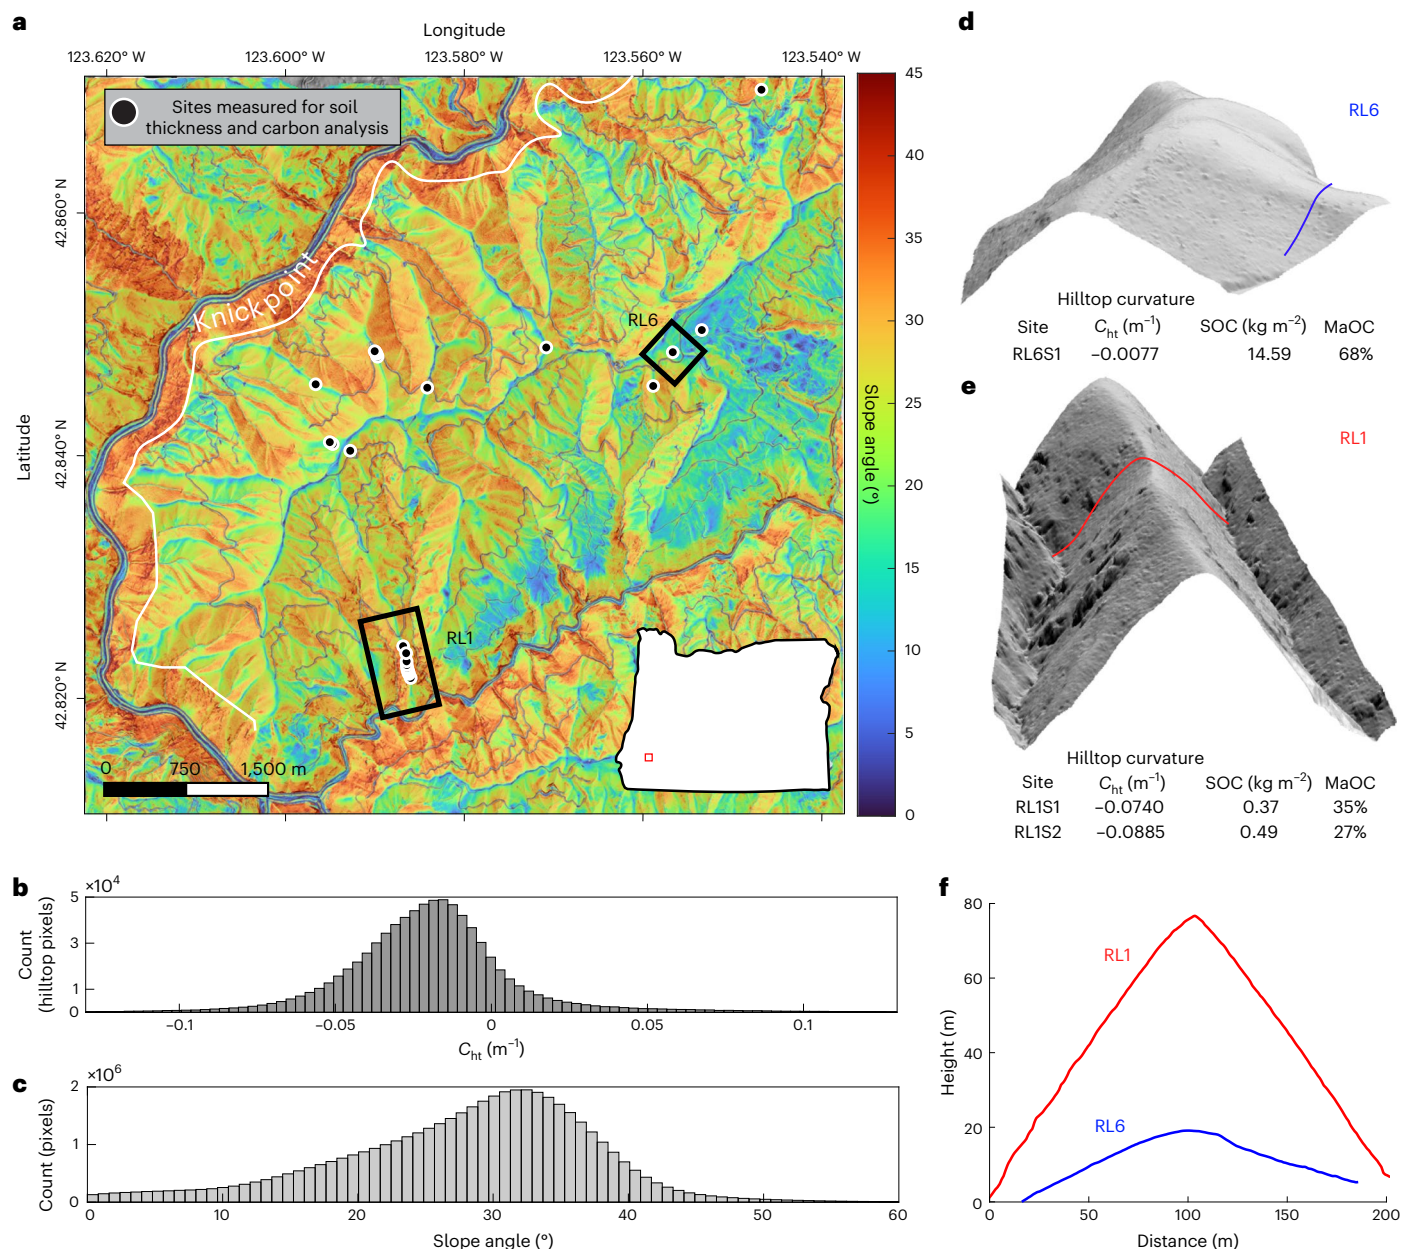 a
Longitude
123.620° W 123.600° W 123.580° W 123.560° W 123.540° W
Sites measured for soil
thickness and carbon analysis
Latitude
42.860° N
42.840° N
42.820° N
Knickpoint
RL6
RL1
0 750 1,500 m
45
40
35
30
25
20
15
10
5
0
Slope angle (°)
b
×10⁴
Count
(hilltop pixels)
5
3
1
0
−0.1 −0.05 0 0.05 0.1
Cht (m⁻¹)
c
×10⁶
Count (pixels)
2
1
0
0 10 20 30 40 50 60
Slope angle (°)
d
RL6
Hilltop curvature
Site Cht (m⁻¹) SOC (kg m⁻²) MaOC
RL6S1 −0.0077 14.59 68%
e
RL1
Hilltop curvature
Site Cht (m⁻¹) SOC (kg m⁻²) MaOC
RL1S1 −0.0740 0.37 35%
RL1S2 −0.0885 0.49 27%
f
Height (m)
80
60
40
20
0
RL1
RL6
0 50 100 150 200
Distance (m)